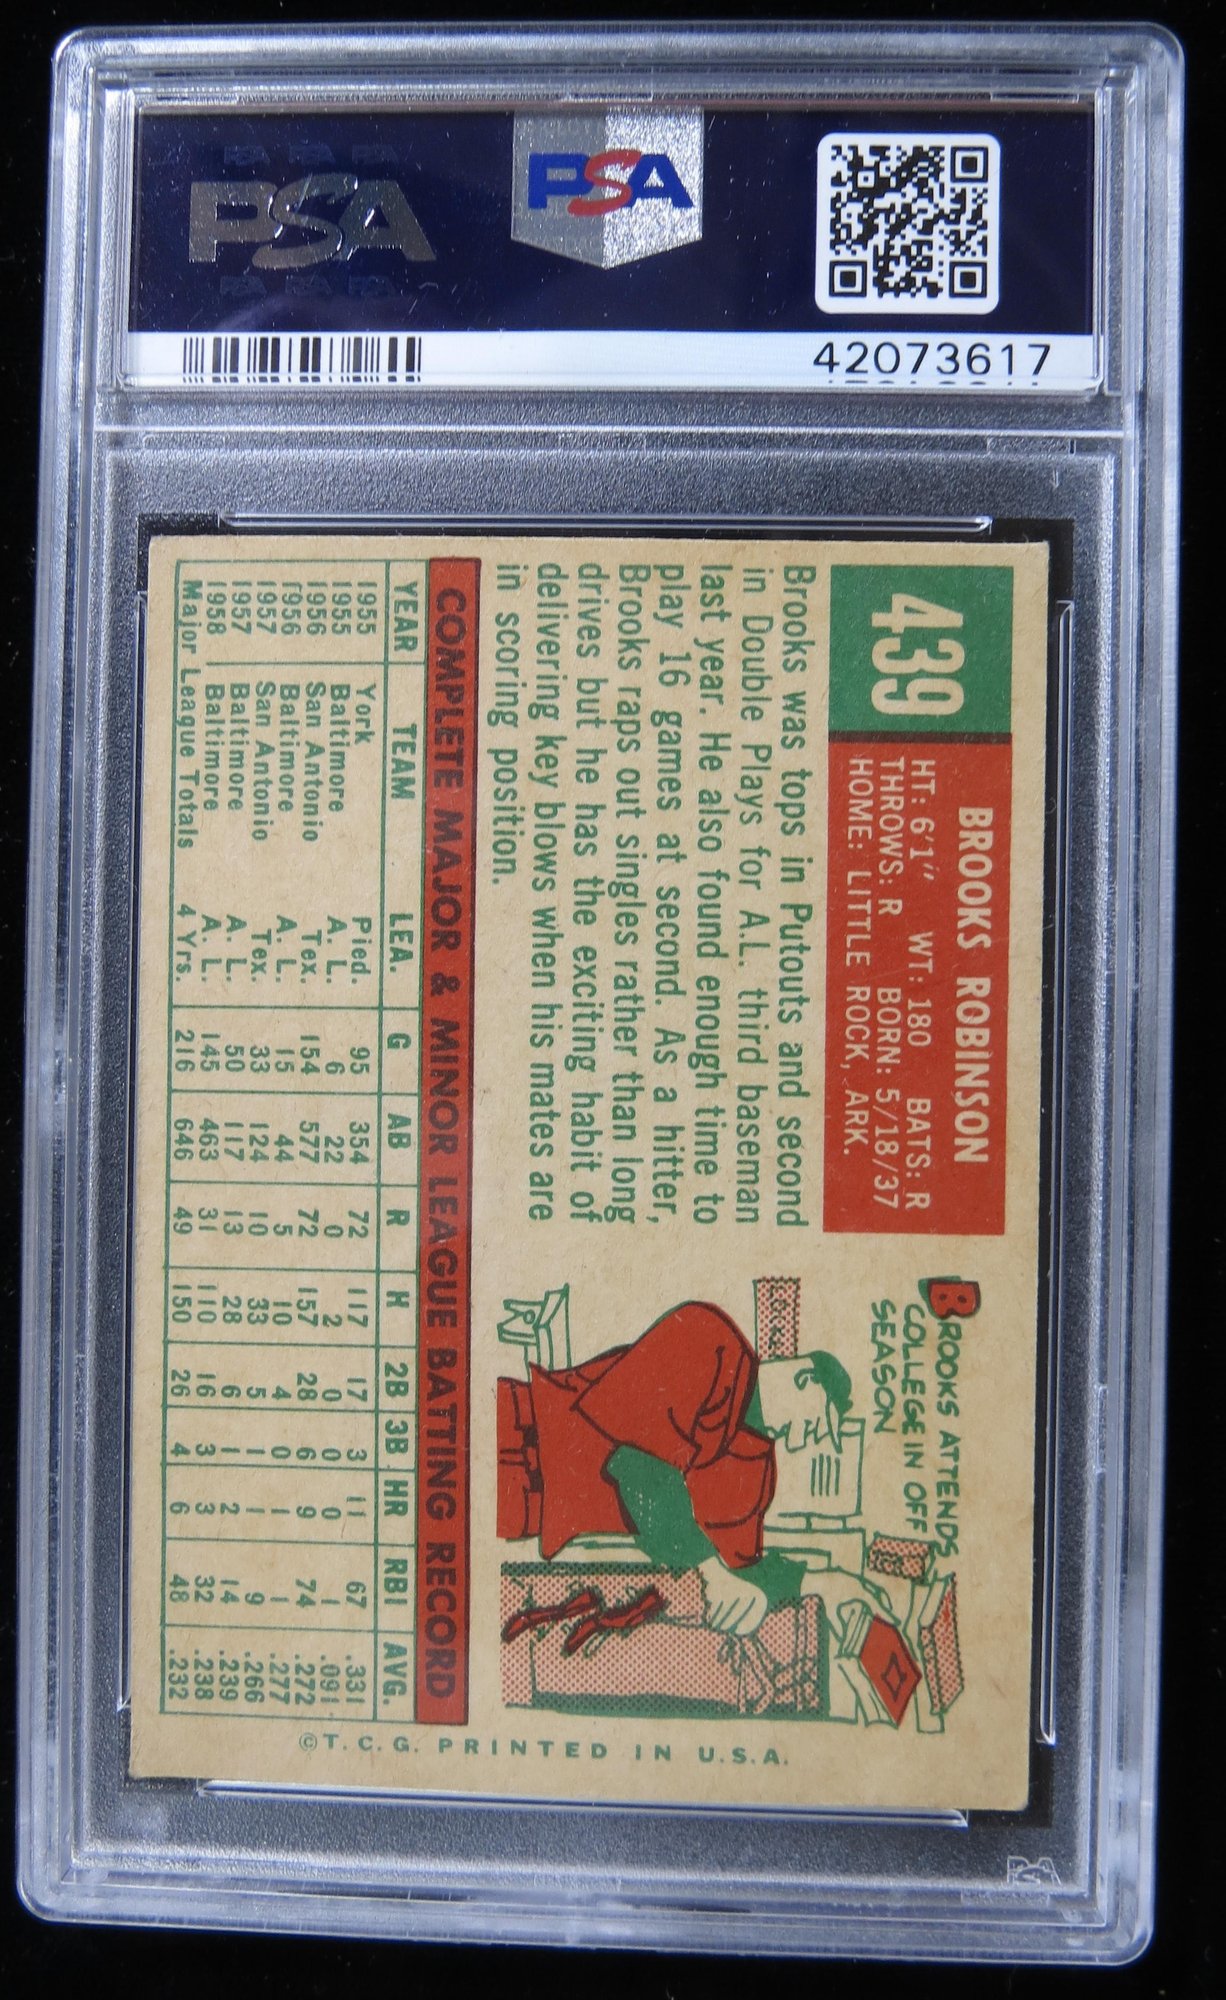 PSA
PSA
42073617
439
BROOKS ROBINSON
HT: 6'1" WT: 180 BATS: R
THROWS: R BORN: 5/18/37
HOME: LITTLE ROCK, ARK.
Brooks was tops in Putouts and second
in Double Plays for A.L. third baseman
last year. He also found enough time to
play 16 games at second. As a hitter,
Brooks raps out singles rather than long
drives but he has the exciting habit of
delivering key blows when his mates are
in scoring position.
BROOKS ATTENDS
COLLEGE IN OFF
SEASON
COMPLETE MAJOR & MINOR LEAGUE BATTING RECORD
YEAR TEAM LEA. G AB R H 2B 3B HR RBI AVG.
1955 York Pied. 95 354 72 117 17 3 11 67 .331
1955 Baltimore A. L. 6 22 0 2 0 0 0 1 .091
1956 San Antonio Tex. 154 577 72 157 28 6 9 74 .272
1956 Baltimore A. L. 15 44 5 10 4 0 1 1 .277
1957 San Antonio Tex. 33 124 10 33 5 1 1 9 .266
1957 Baltimore A. L. 50 117 13 28 6 1 2 14 .239
1958 Baltimore A. L. 145 463 31 110 16 3 3 32 .238
Major League Totals 4 Yrs. 216 646 49 150 26 4 6 48 .232
©T.C.G. PRINTED IN U.S.A.